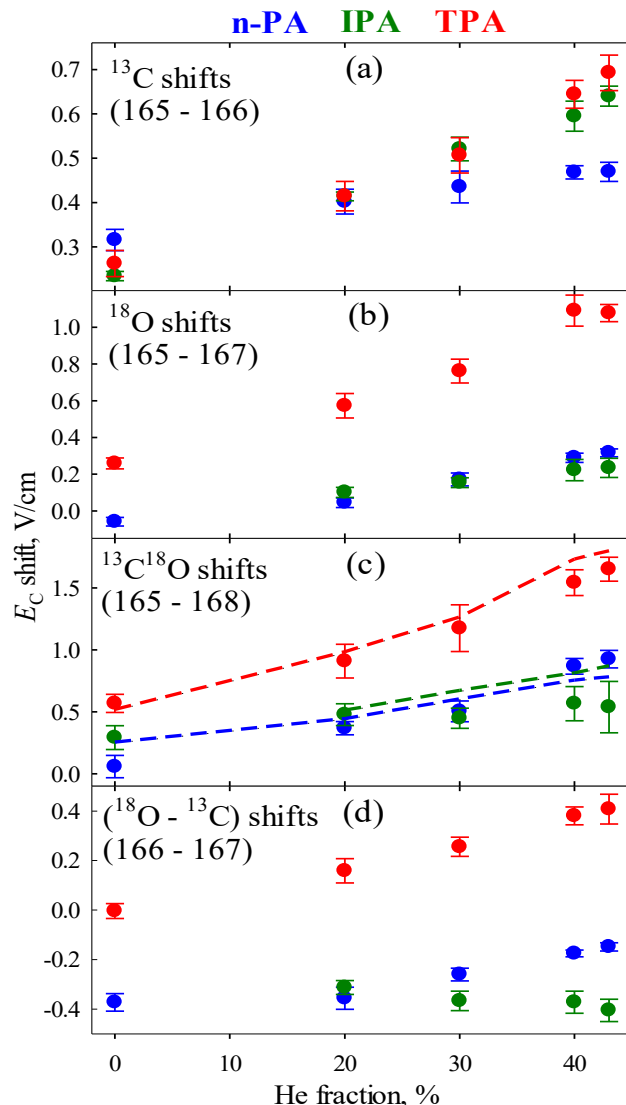 n-PA IPA TPA
¹³C shifts (a)
(165 - 166)
0.7
0.6
0.5
0.4
0.3
¹⁸O shifts (b)
(165 - 167)
1.0
0.8
0.6
0.4
0.2
0.0
E_C shift, V/cm
¹³C¹⁸O shifts (c)
(165 - 168)
1.5
1.0
0.5
0.0
(¹⁸O - ¹³C) shifts (d)
(166 - 167)
0.4
0.2
0.0
-0.2
-0.4
0 10 20 30 40
He fraction, %